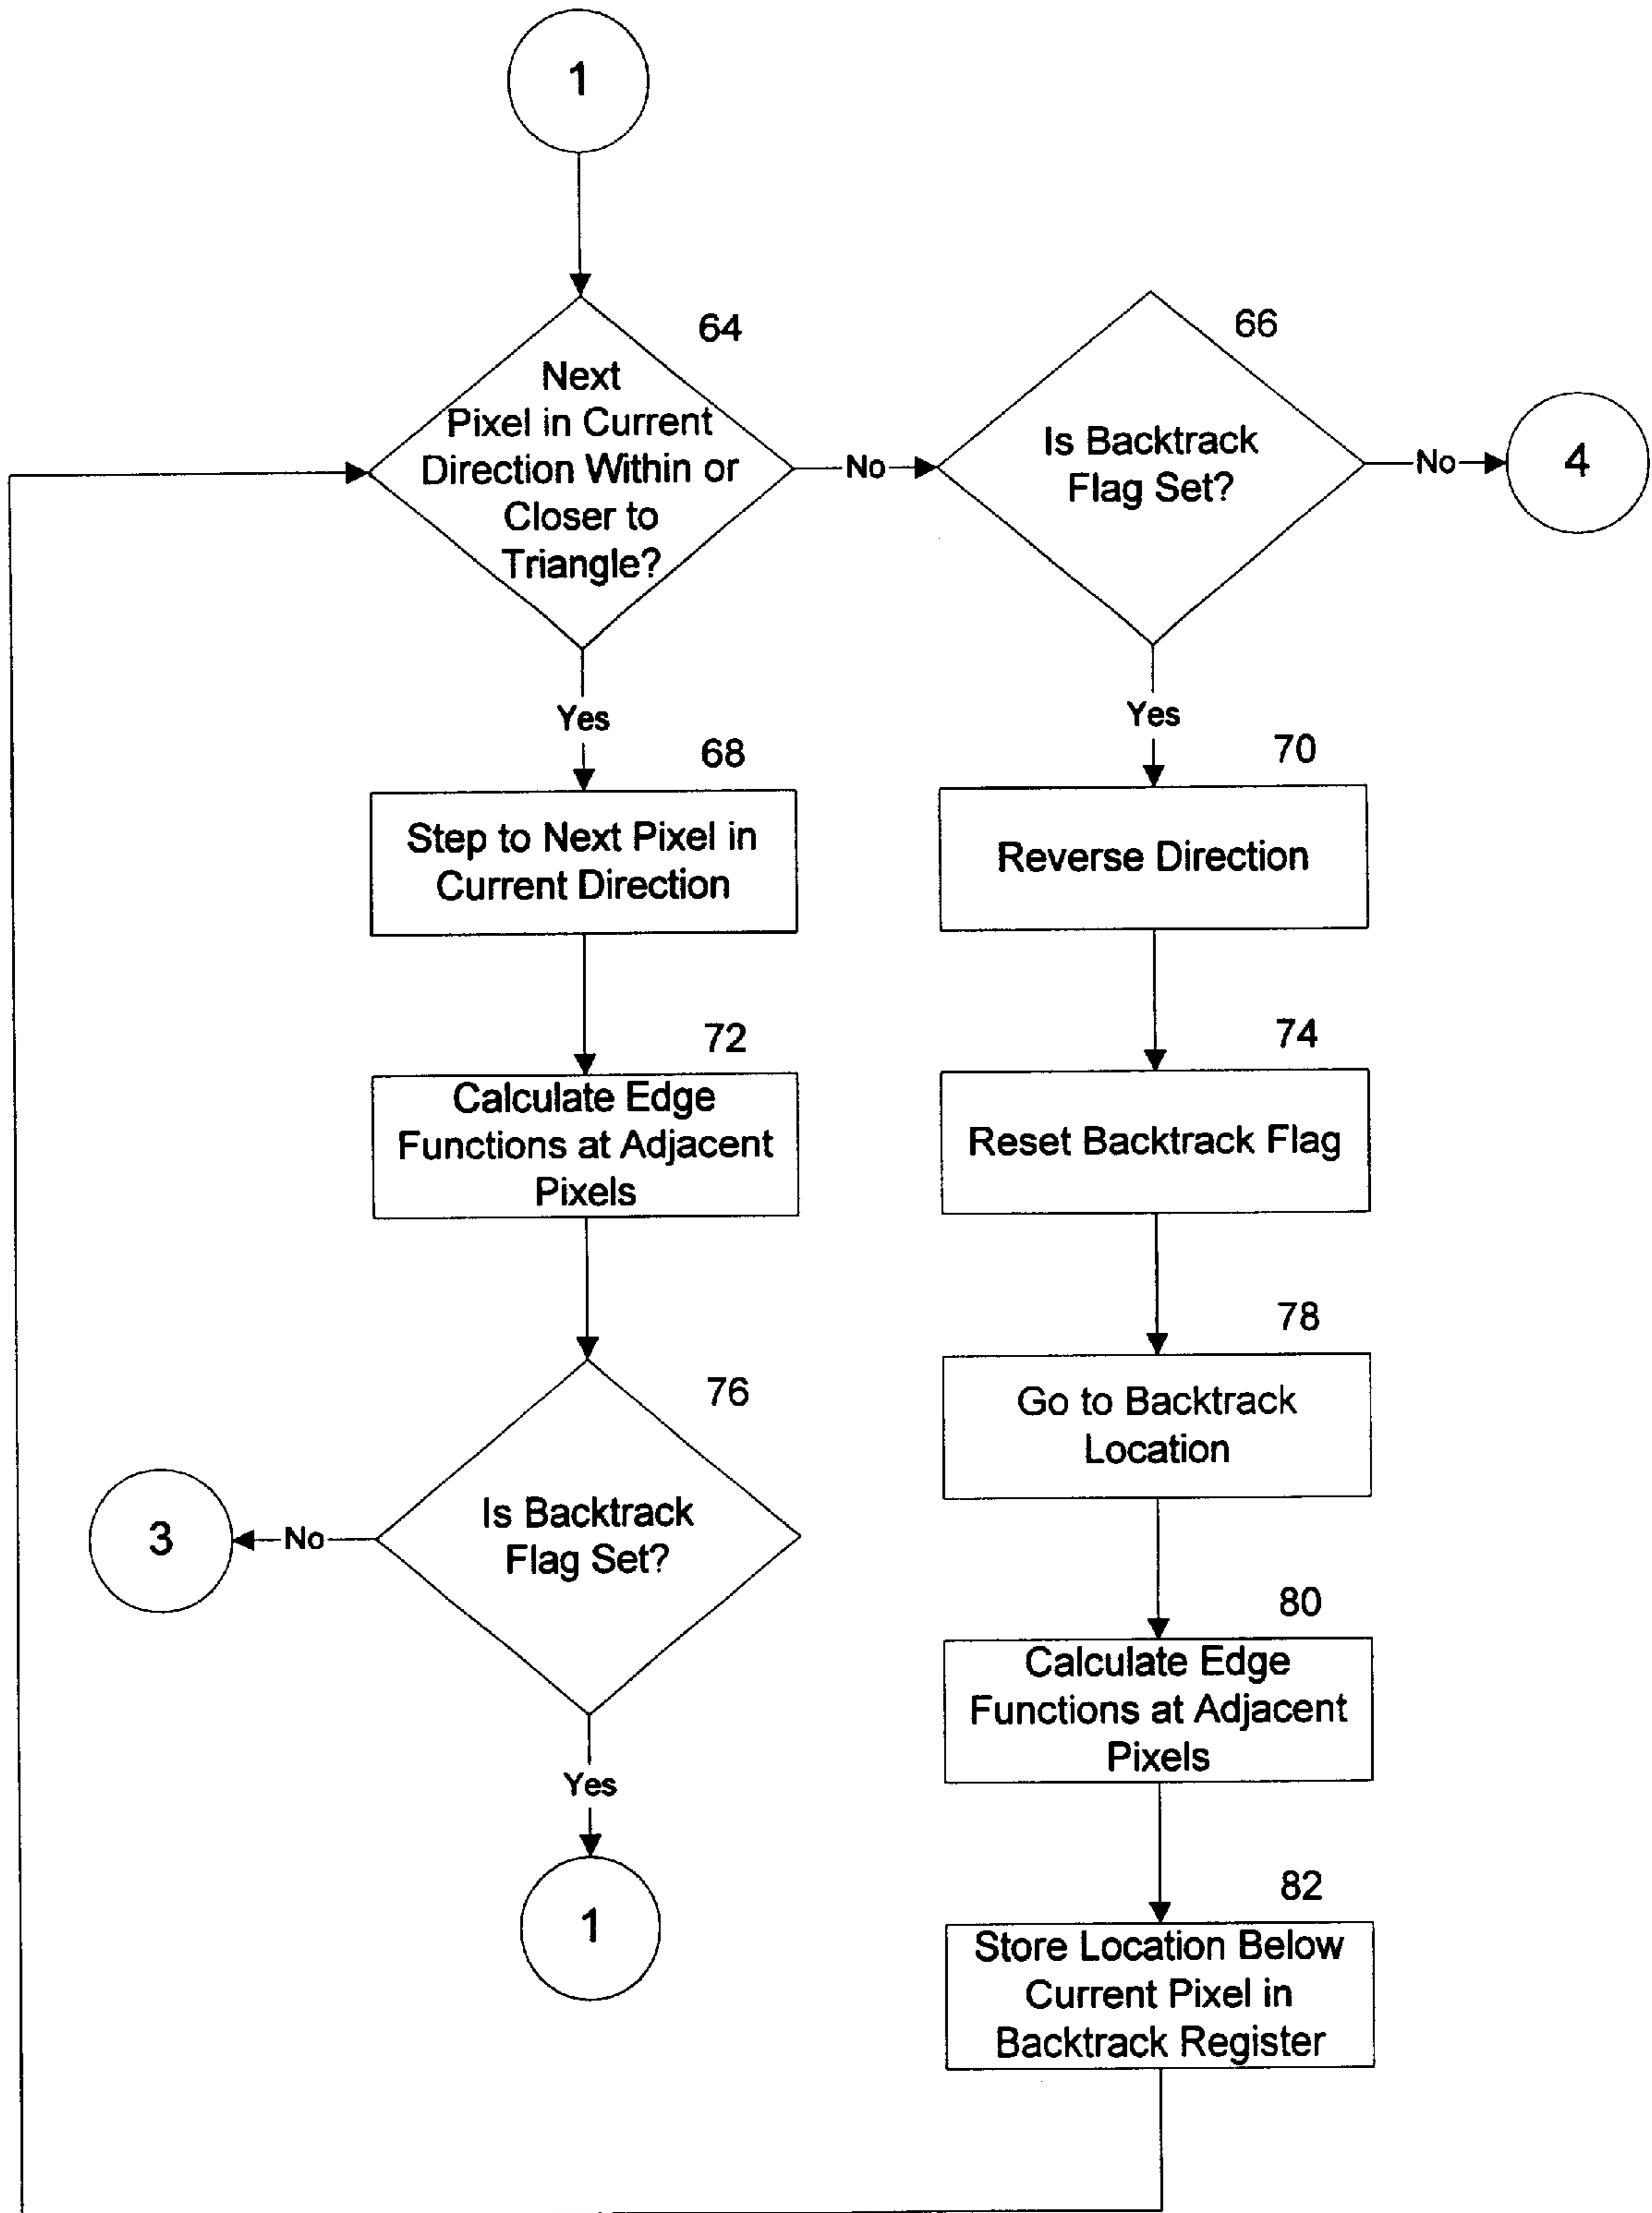 1
64
Next
Pixel in Current
Direction Within or
Closer to
Triangle?
No
66
Is Backtrack
Flag Set?
No
4
Yes
Yes
68
Step to Next Pixel in
Current Direction
70
Reverse Direction
72
Calculate Edge
Functions at Adjacent
Pixels
74
Reset Backtrack Flag
76
Is Backtrack
Flag Set?
No
3
Yes
1
78
Go to Backtrack
Location
80
Calculate Edge
Functions at Adjacent
Pixels
82
Store Location Below
Current Pixel in
Backtrack Register